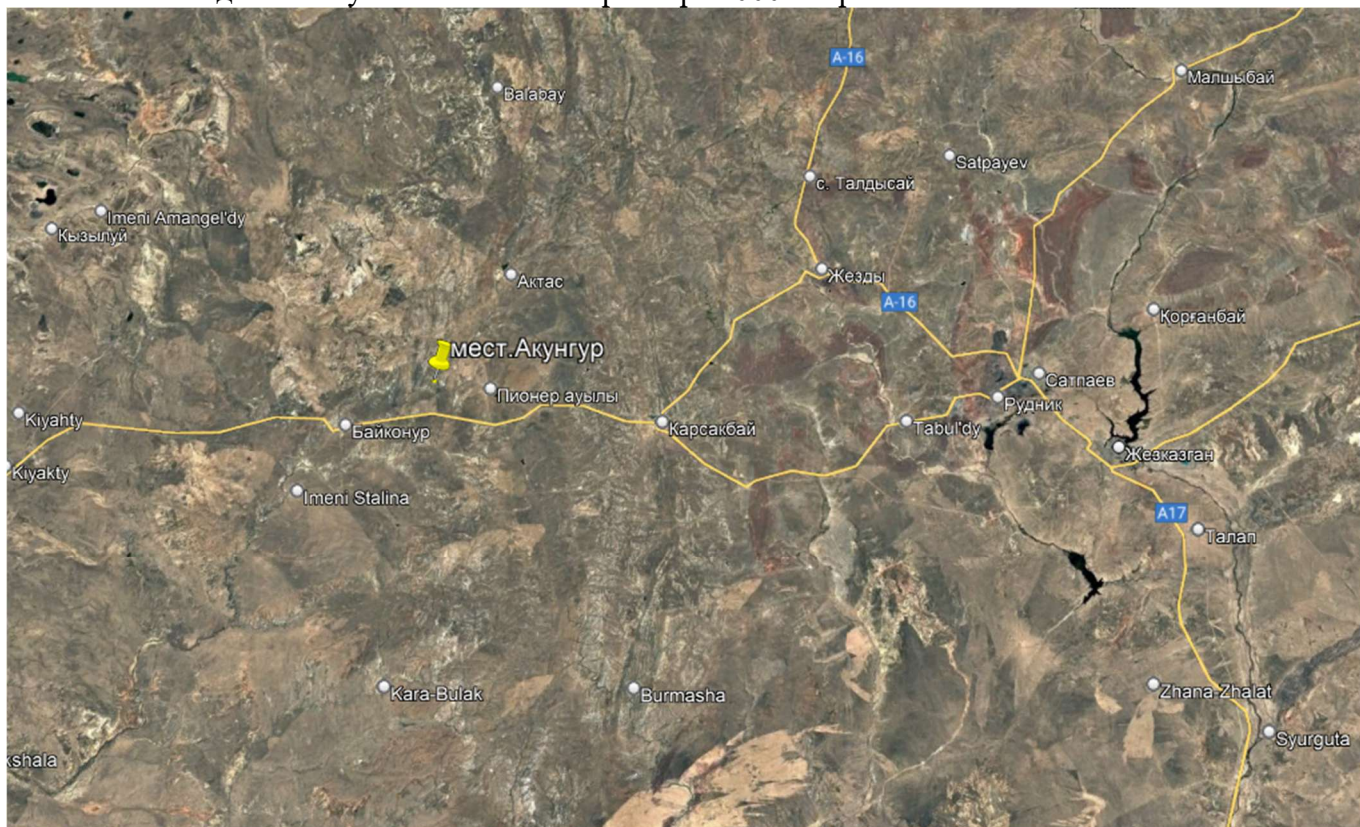 A-16
Малшыбай
Balabay
Satpayev
с. Талдысай
Imeni Amangel'dy
Кызылуй
Актас
Жезды
A-16
Қорғанбай
мест.Акунгур
Сатпаев
Пионер ауылы
Рудник
Kiyahty
Байконур
Карсакбай
Tabul'dy
Жезказган
Kiyakty
Imeni Stalina
A17
Талап
Kara-Bulak
Burmasha
Zhana-Zhalat
Syurguta
kshala